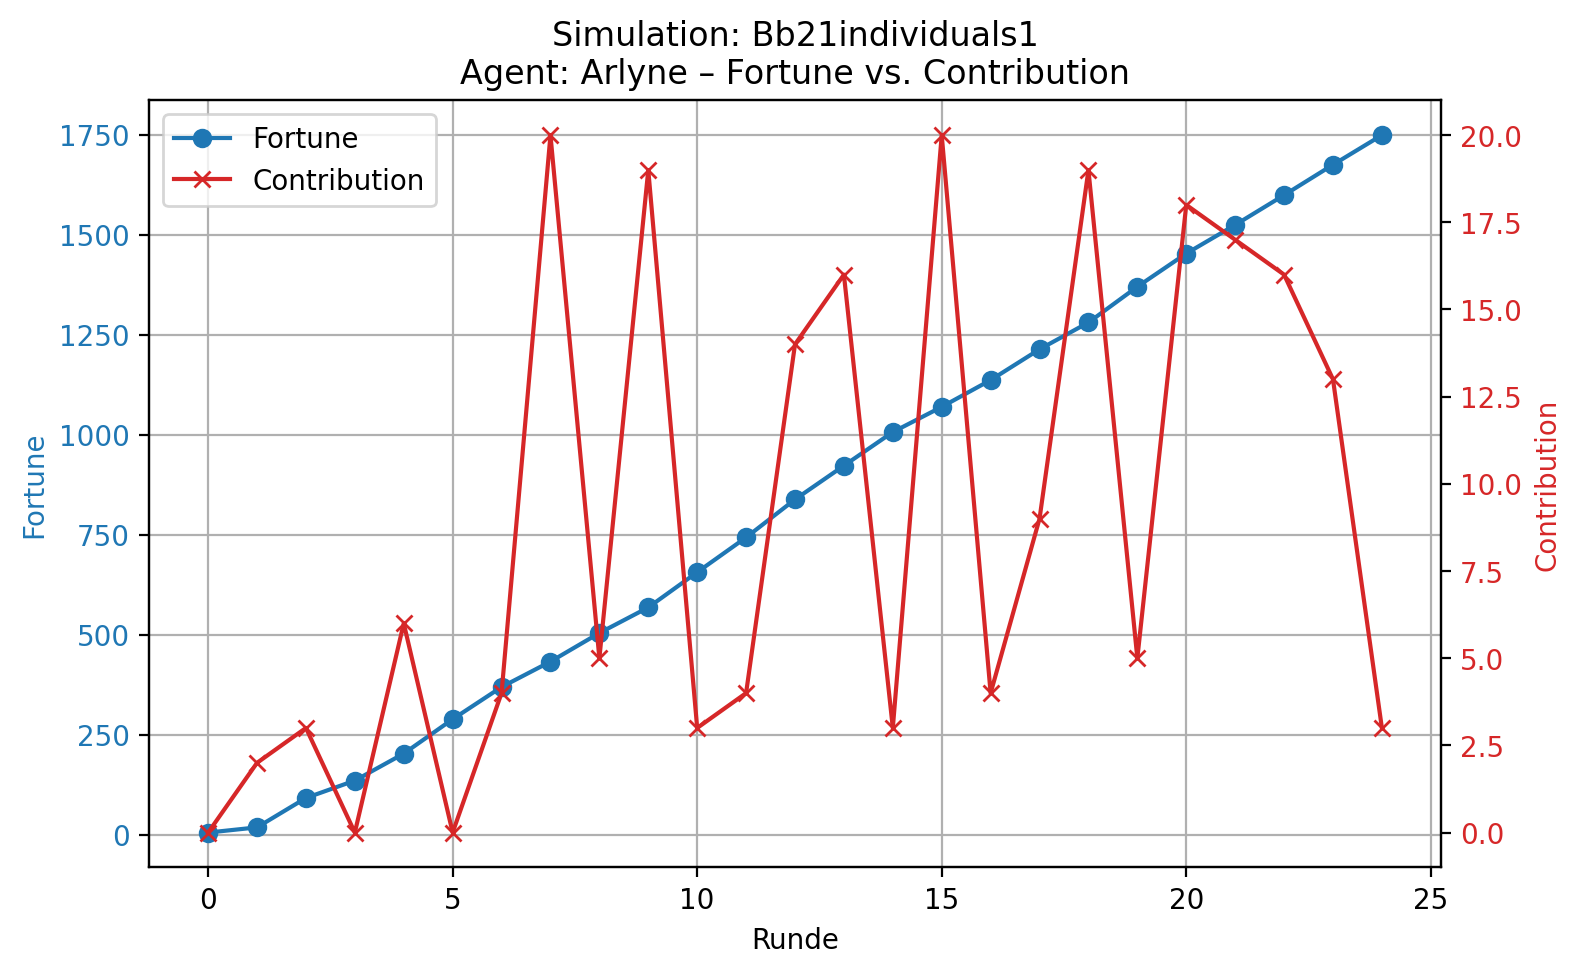 Simulation: Bb21individuals1
Agent: Arlyne – Fortune vs. Contribution
Fortune
Contribution
1750
1500
1250
1000
750
500
250
0
Fortune
20.0
17.5
15.0
12.5
10.0
7.5
5.0
2.5
0.0
Contribution
0 5 10 15 20 25
Runde